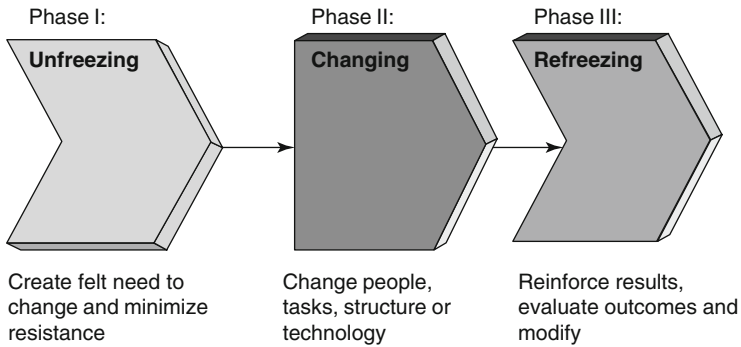 Phase I:
Unfreezing
Create felt need to
change and minimize
resistance
Phase II:
Changing
Change people,
tasks, structure or
technology
Phase III:
Refreezing
Reinforce results,
evaluate outcomes and
modify